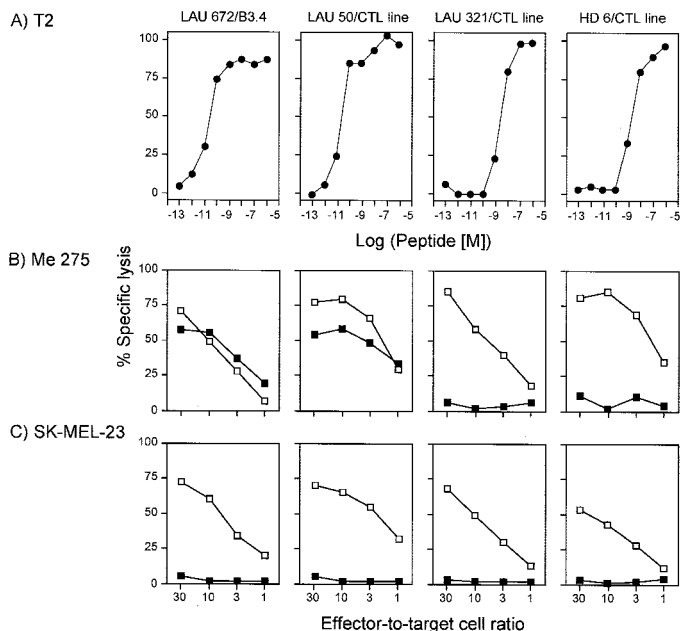 A) T2
LAU 672/B3.4
LAU 50/CTL line
LAU 321/CTL line
HD 6/CTL line
100
75
50
25
0
-13 -11 -9 -7 -5
-13 -11 -9 -7 -5
-13 -11 -9 -7 -5
-13 -11 -9 -7 -5
Log (Peptide [M])
B) Me 275
% Specific lysis
100
75
50
25
0
C) SK-MEL-23
100
75
50
25
0
30 10 3 1
30 10 3 1
30 10 3 1
30 10 3 1
Effector-to-target cell ratio